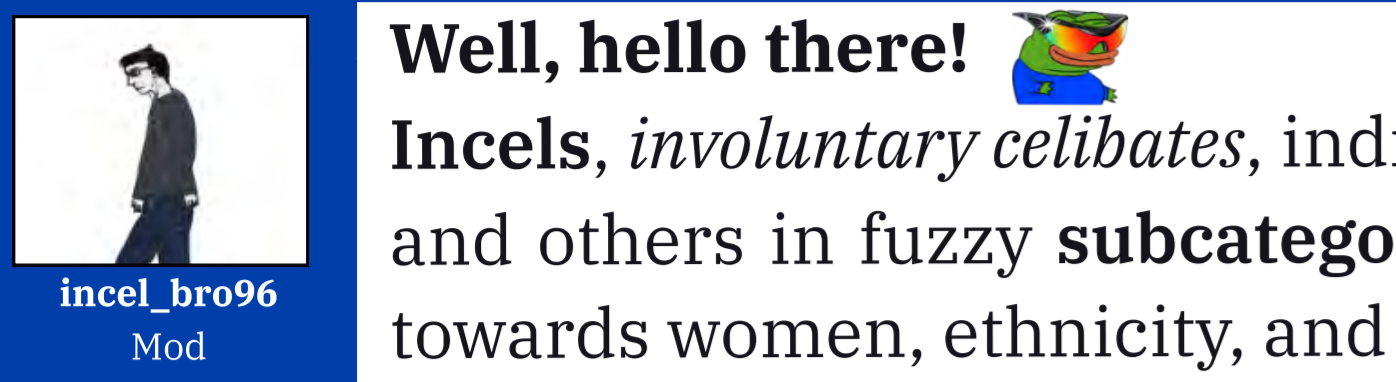 Well, hello there!
Incels, involuntary celibates,
and others in fuzzy
towards women, ethnicity, and
incel_bro96
Mod